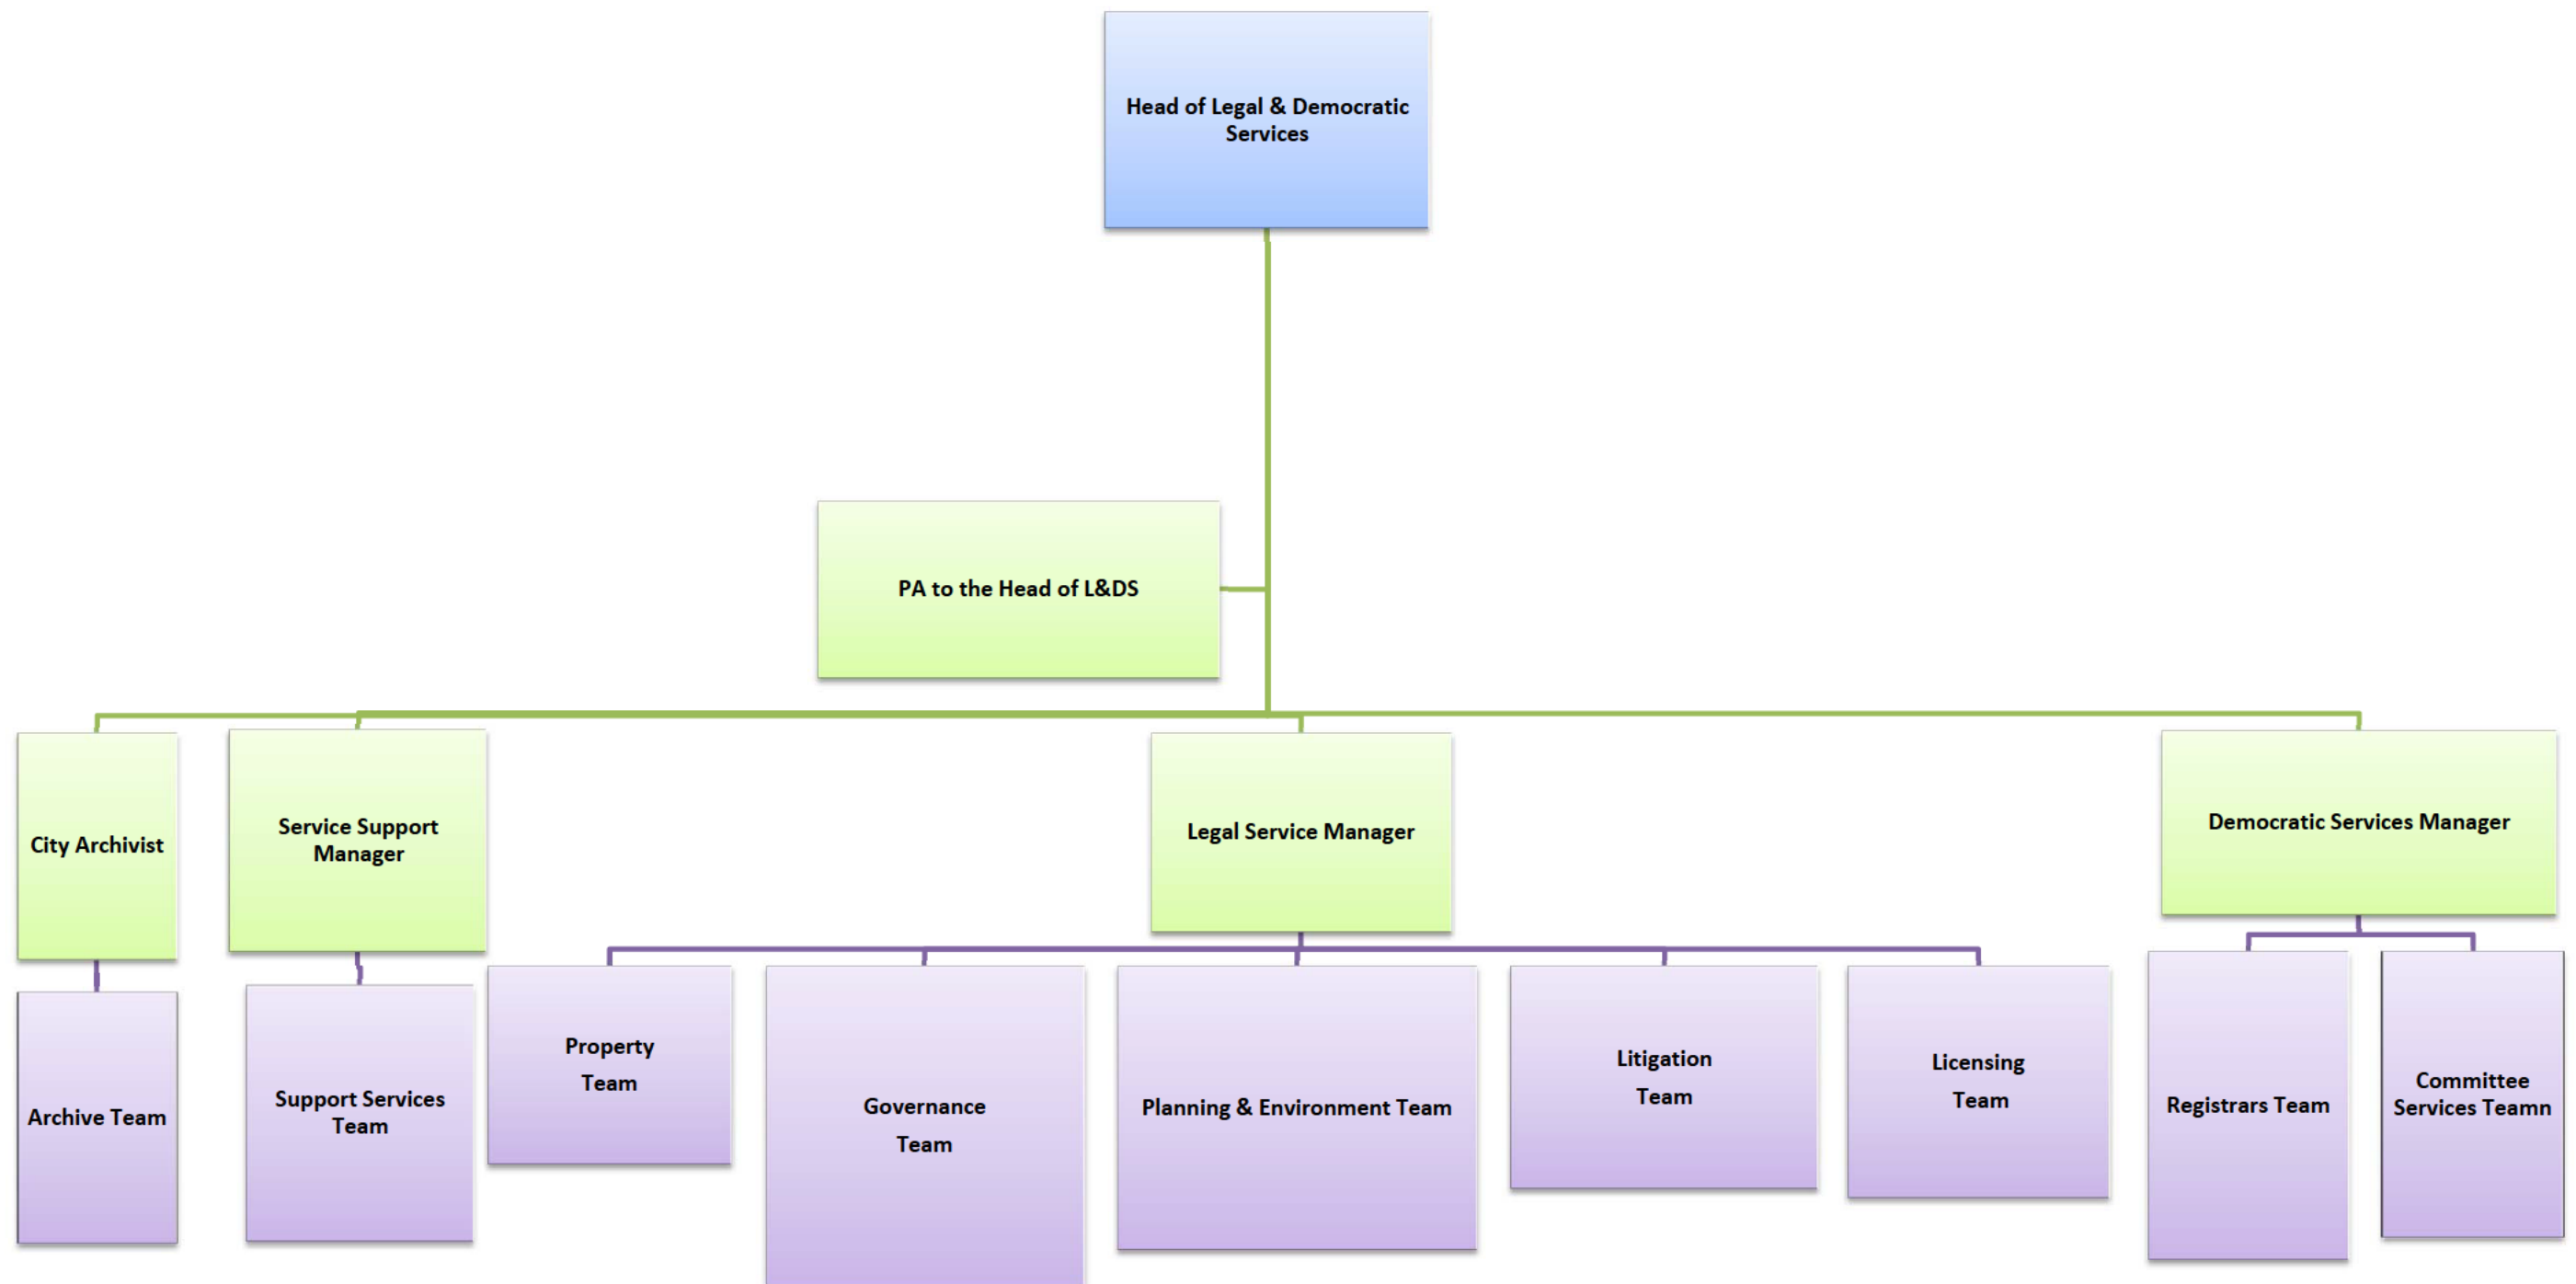 Head of Legal & Democratic
Services
PA to the Head of L&DS
City Archivist
Service Support
Manager
Legal Service Manager
Democratic Services Manager
Archive Team
Support Services
Team
Property
Team
Governance
Team
Planning & Environment Team
Litigation
Team
Licensing
Team
Registrars Team
Committee
Services Teamn